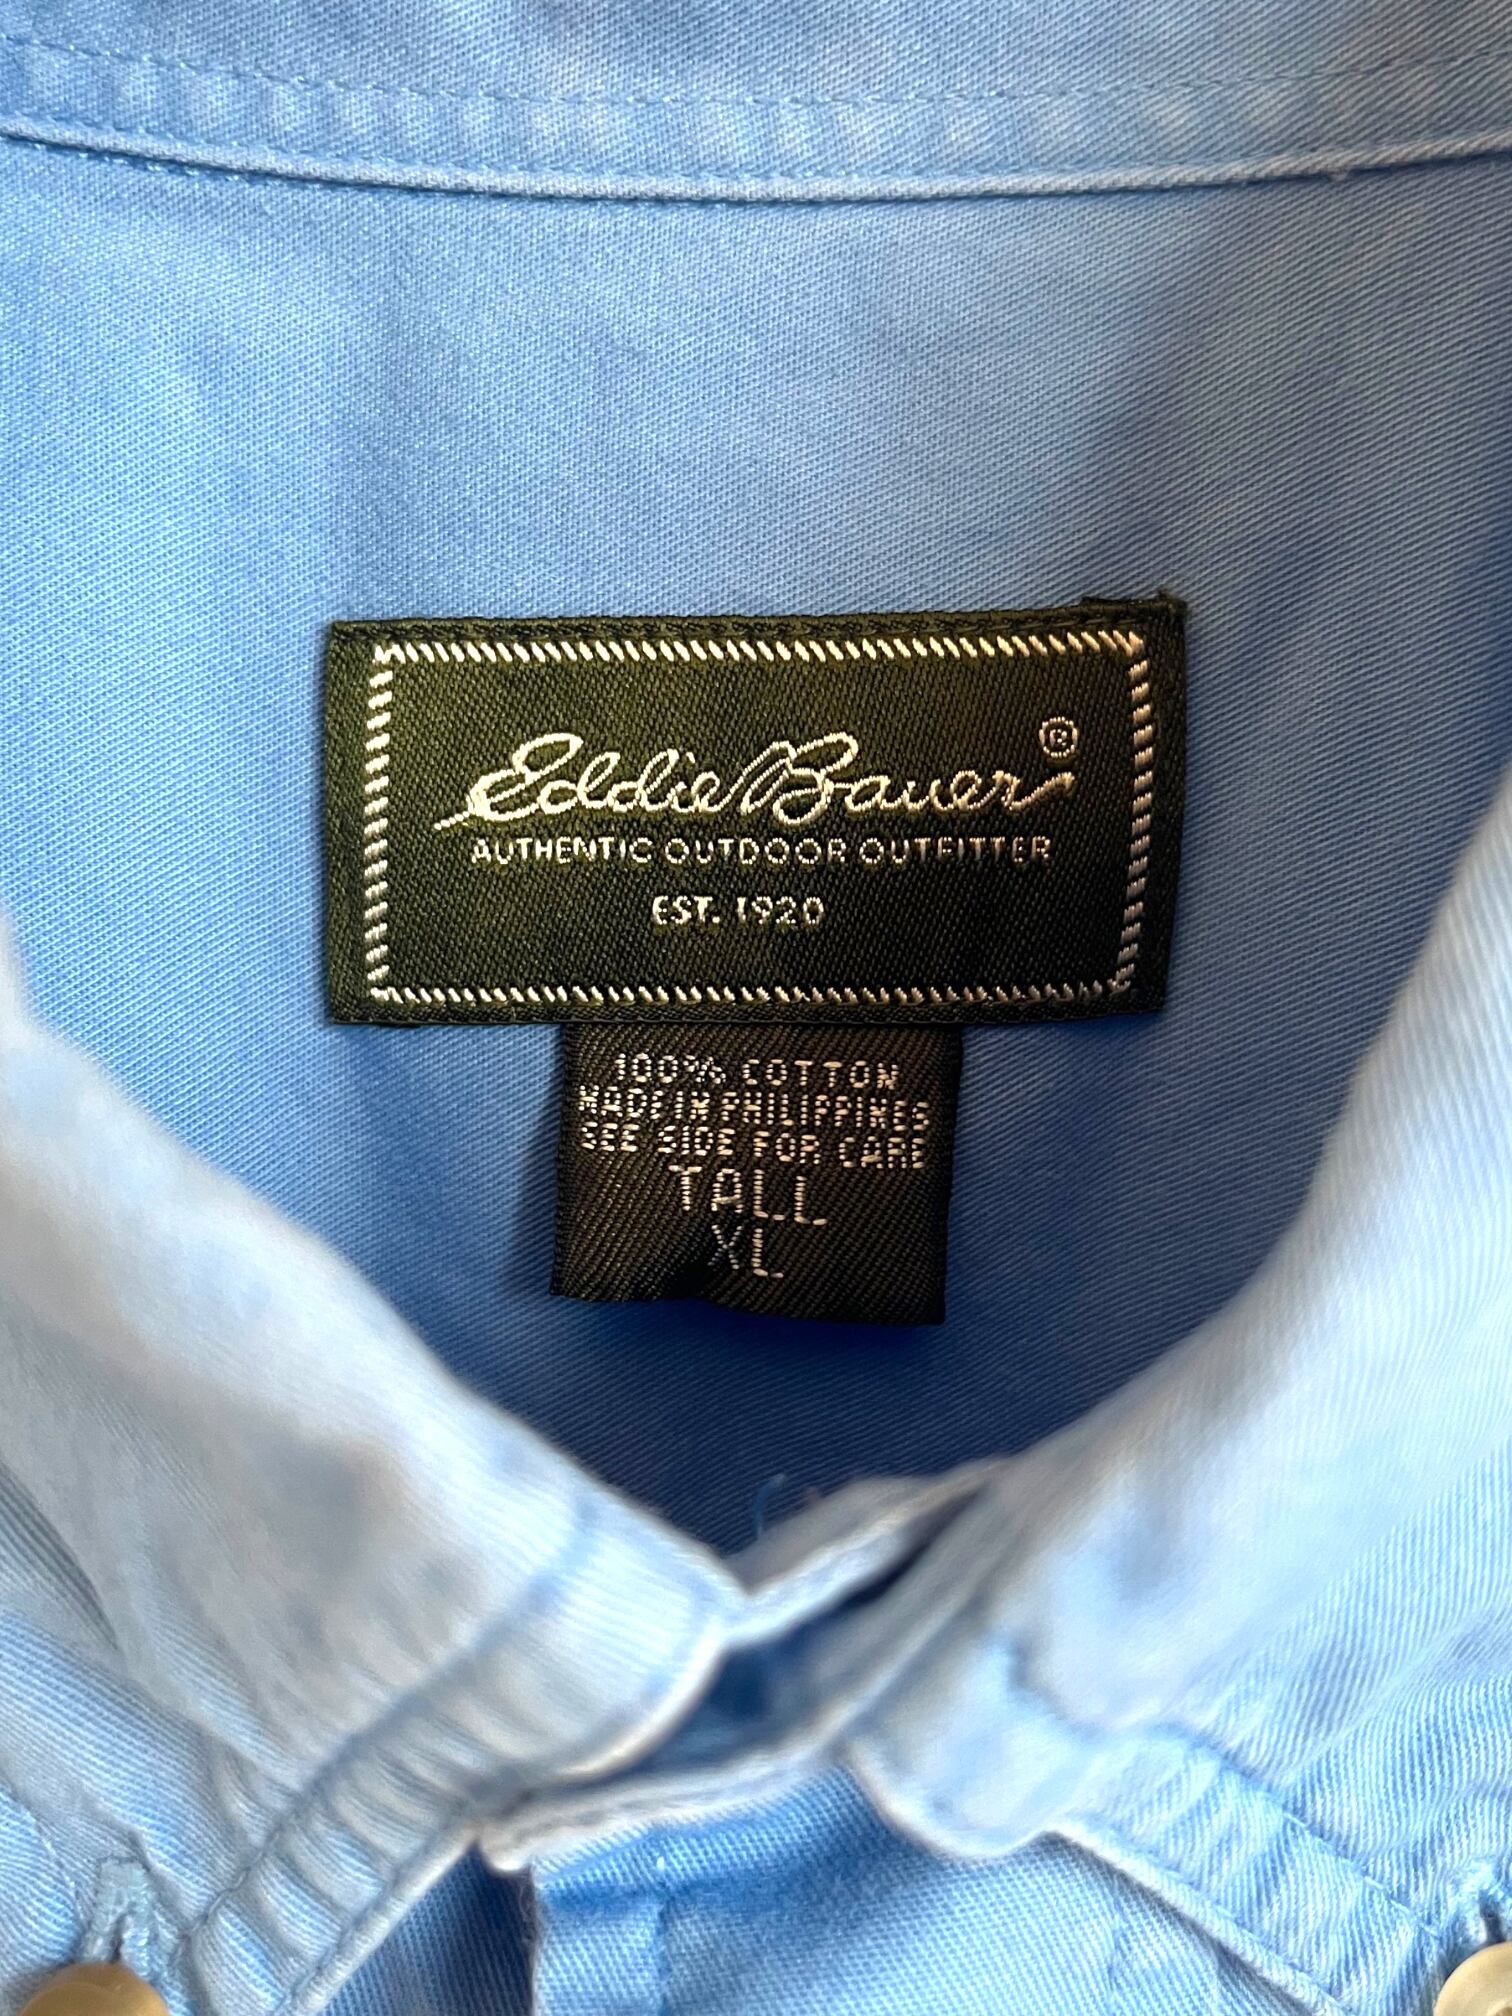 Eddie Bauer®
AUTHENTIC OUTDOOR OUTFITTER
EST. 1920
100% COTTON
MADE IN PHILIPPINES
SEE SIDE FOR CARE
TALL
XL